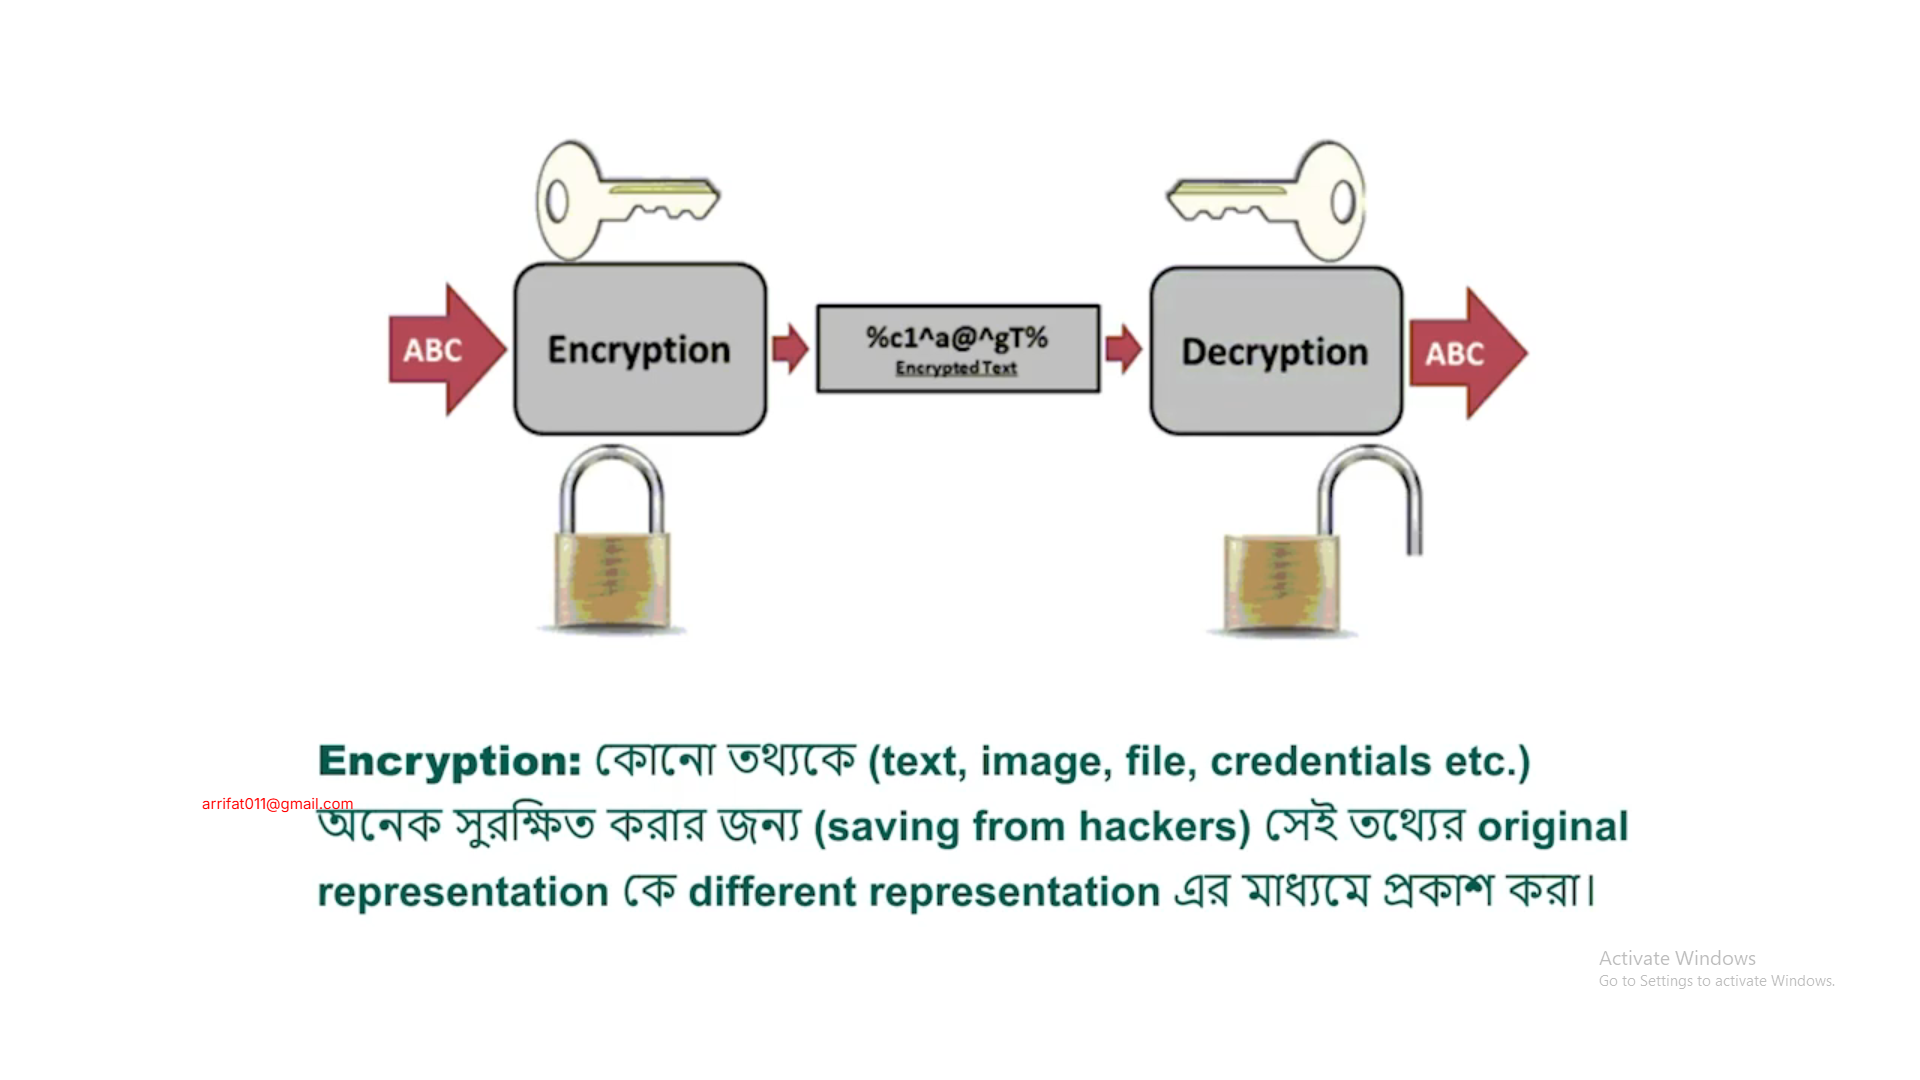 ABC
Encryption
%c1^a@^gT%
Encrypted Text
Decryption
ABC
Encryption: কোনো তথ্যকে (text, image, file, credentials etc.)
arrifat011@gmail.com
অনেক সুরক্ষিত করার জন্য (saving from hackers) সেই তথ্যের original
representation কে different representation এর মাধ্যমে প্রকাশ করা।
Activate Windows
Go to Settings to activate Windows.